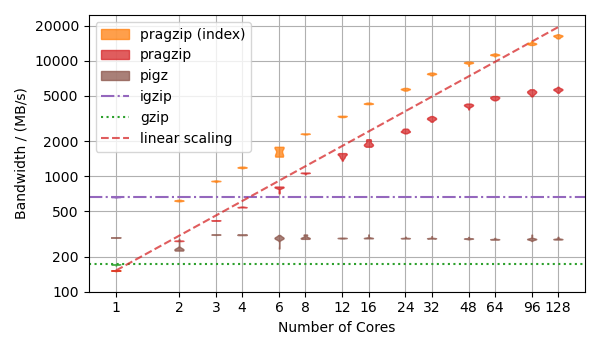 pragzip (index)
pragzip
pigz
igzip
gzip
linear scaling
Bandwidth / (MB/s)
20000
10000
5000
2000
1000
500
200
100
1 2 3 4 6 8 12 16 24 32 48 64 96 128
Number of Cores